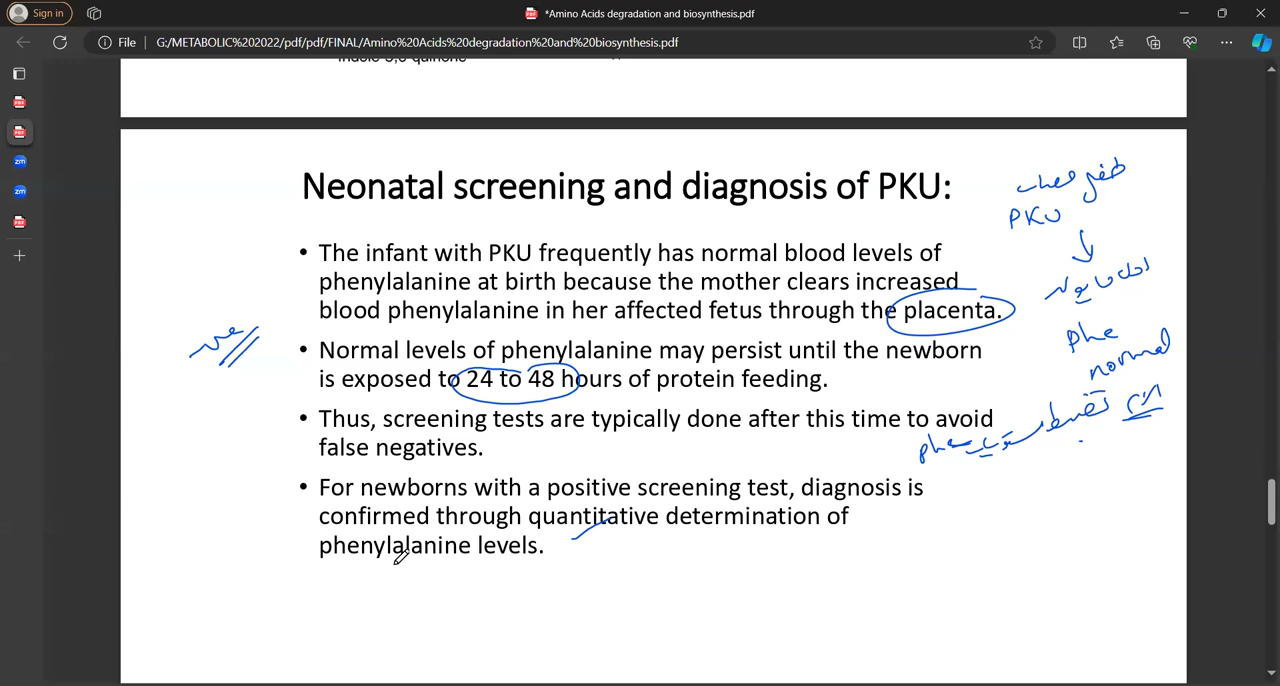 Sign in
*Amino Acids degradation and biosynthesis.pdf
File
G:/METABOLIC%202022/pdf/pdf/FINAL/Amino%20Acids%20degradation%20and%20biosynthesis.pdf
Neonatal screening and diagnosis of PKU:
• The infant with PKU frequently has normal blood levels of
phenylalanine at birth because the mother clears increased
blood phenylalanine in her affected fetus through the placenta.
• Normal levels of phenylalanine may persist until the newborn
is exposed to 24 to 48 hours of protein feeding.
• Thus, screening tests are typically done after this time to avoid
false negatives.
• For newborns with a positive screening test, diagnosis is
confirmed through quantitative determination of
phenylalanine levels.
طفل
PKU
phe
normal
الأم
phe
zm
zm